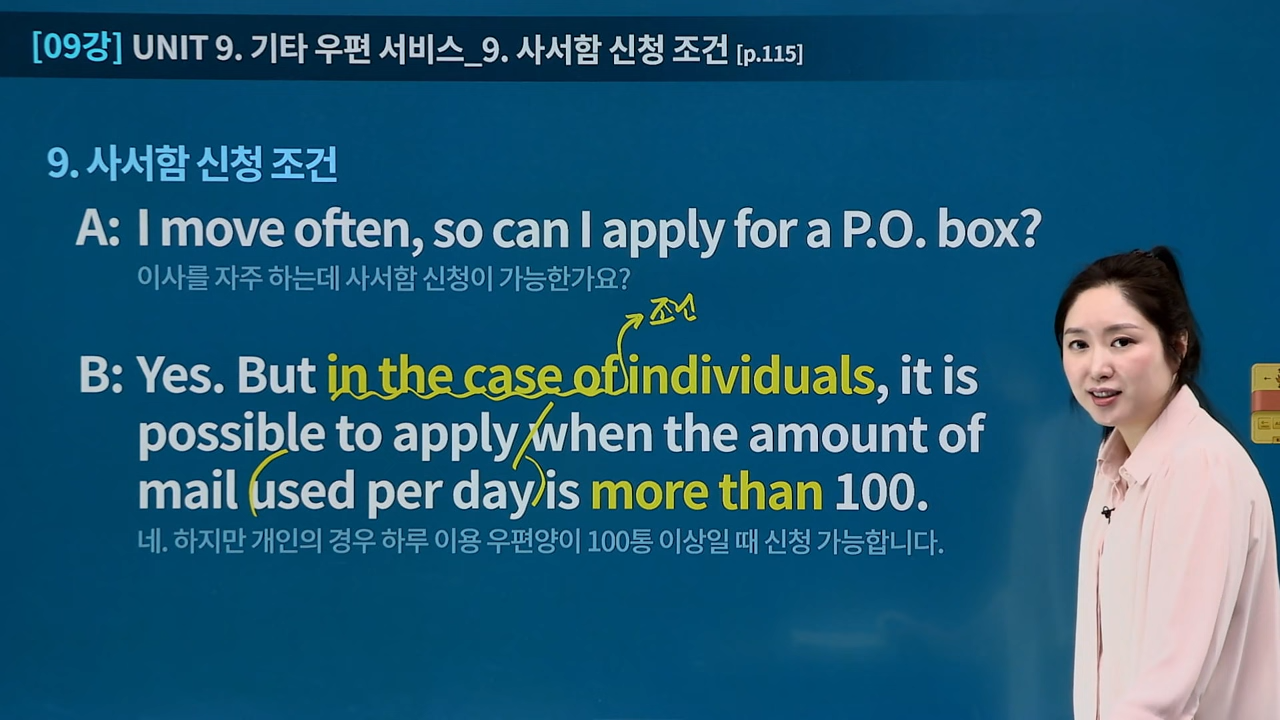 [09강] UNIT 9. 기타 우편 서비스_9. 사서함 신청 조건 [p.115]
9. 사서함 신청 조건
A: I move often, so can I apply for a P.O. box?
이사를 자주 하는데 사서함 신청이 가능한가요?
조건
B: Yes. But in the case of individuals, it is
possible to apply when the amount of
mail used per day is more than 100.
네. 하지만 개인의 경우 하루 이용 우편양이 100통 이상일 때 신청 가능합니다.